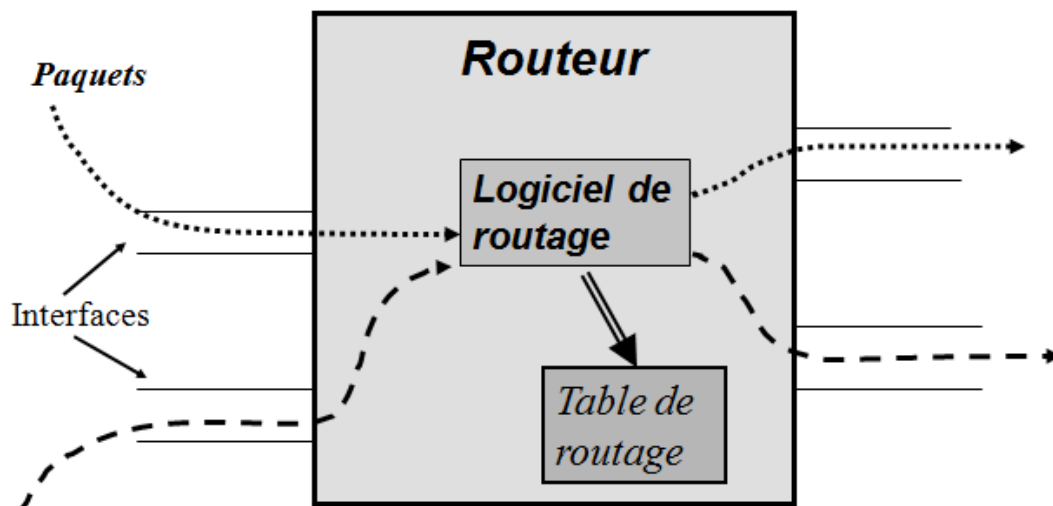 Routeur
Paquets
Logiciel de
routage
Interfaces
Table de
routage